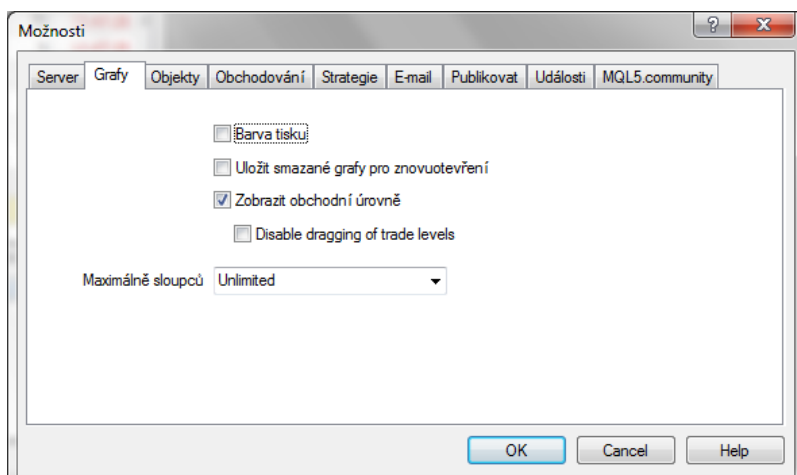 Možnosti
Server Grafy Objekty Obchodování Strategie E-mail Publikovat Události MQL5.community
Barva tisku
Uložit smazané grafy pro znovuotevření
Zobrazit obchodní úrovně
Disable dragging of trade levels
Maximálně sloupců Unlimited
OK Cancel Help